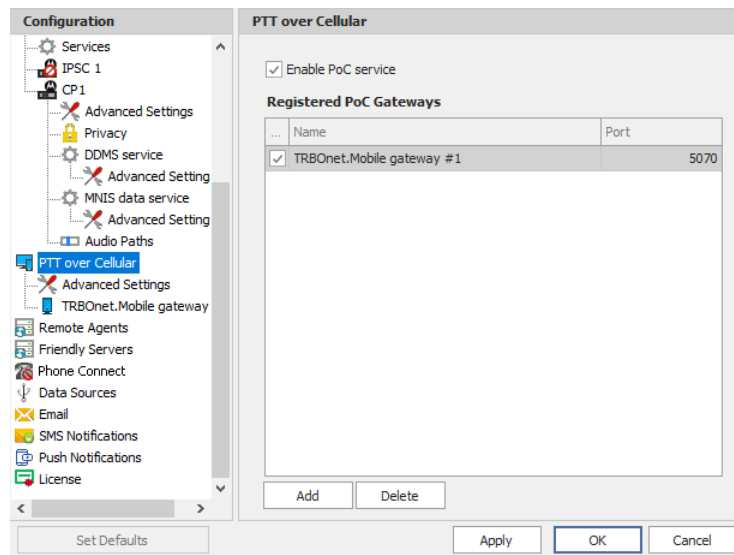 Configuration
Services
IPSC 1
CP1
Advanced Settings
Privacy
DDMS service
Advanced Setting
MNIS data service
Advanced Setting
Audio Paths
PTT over Cellular
Advanced Settings
TRBOnet.Mobile gateway
Remote Agents
Friendly Servers
Phone Connect
Data Sources
Email
SMS Notifications
Push Notifications
License
Set Defaults
PTT over Cellular
Enable PoC service
Registered PoC Gateways
... Name Port
TRBOnet.Mobile gateway #1 5070
Add Delete
Apply OK Cancel